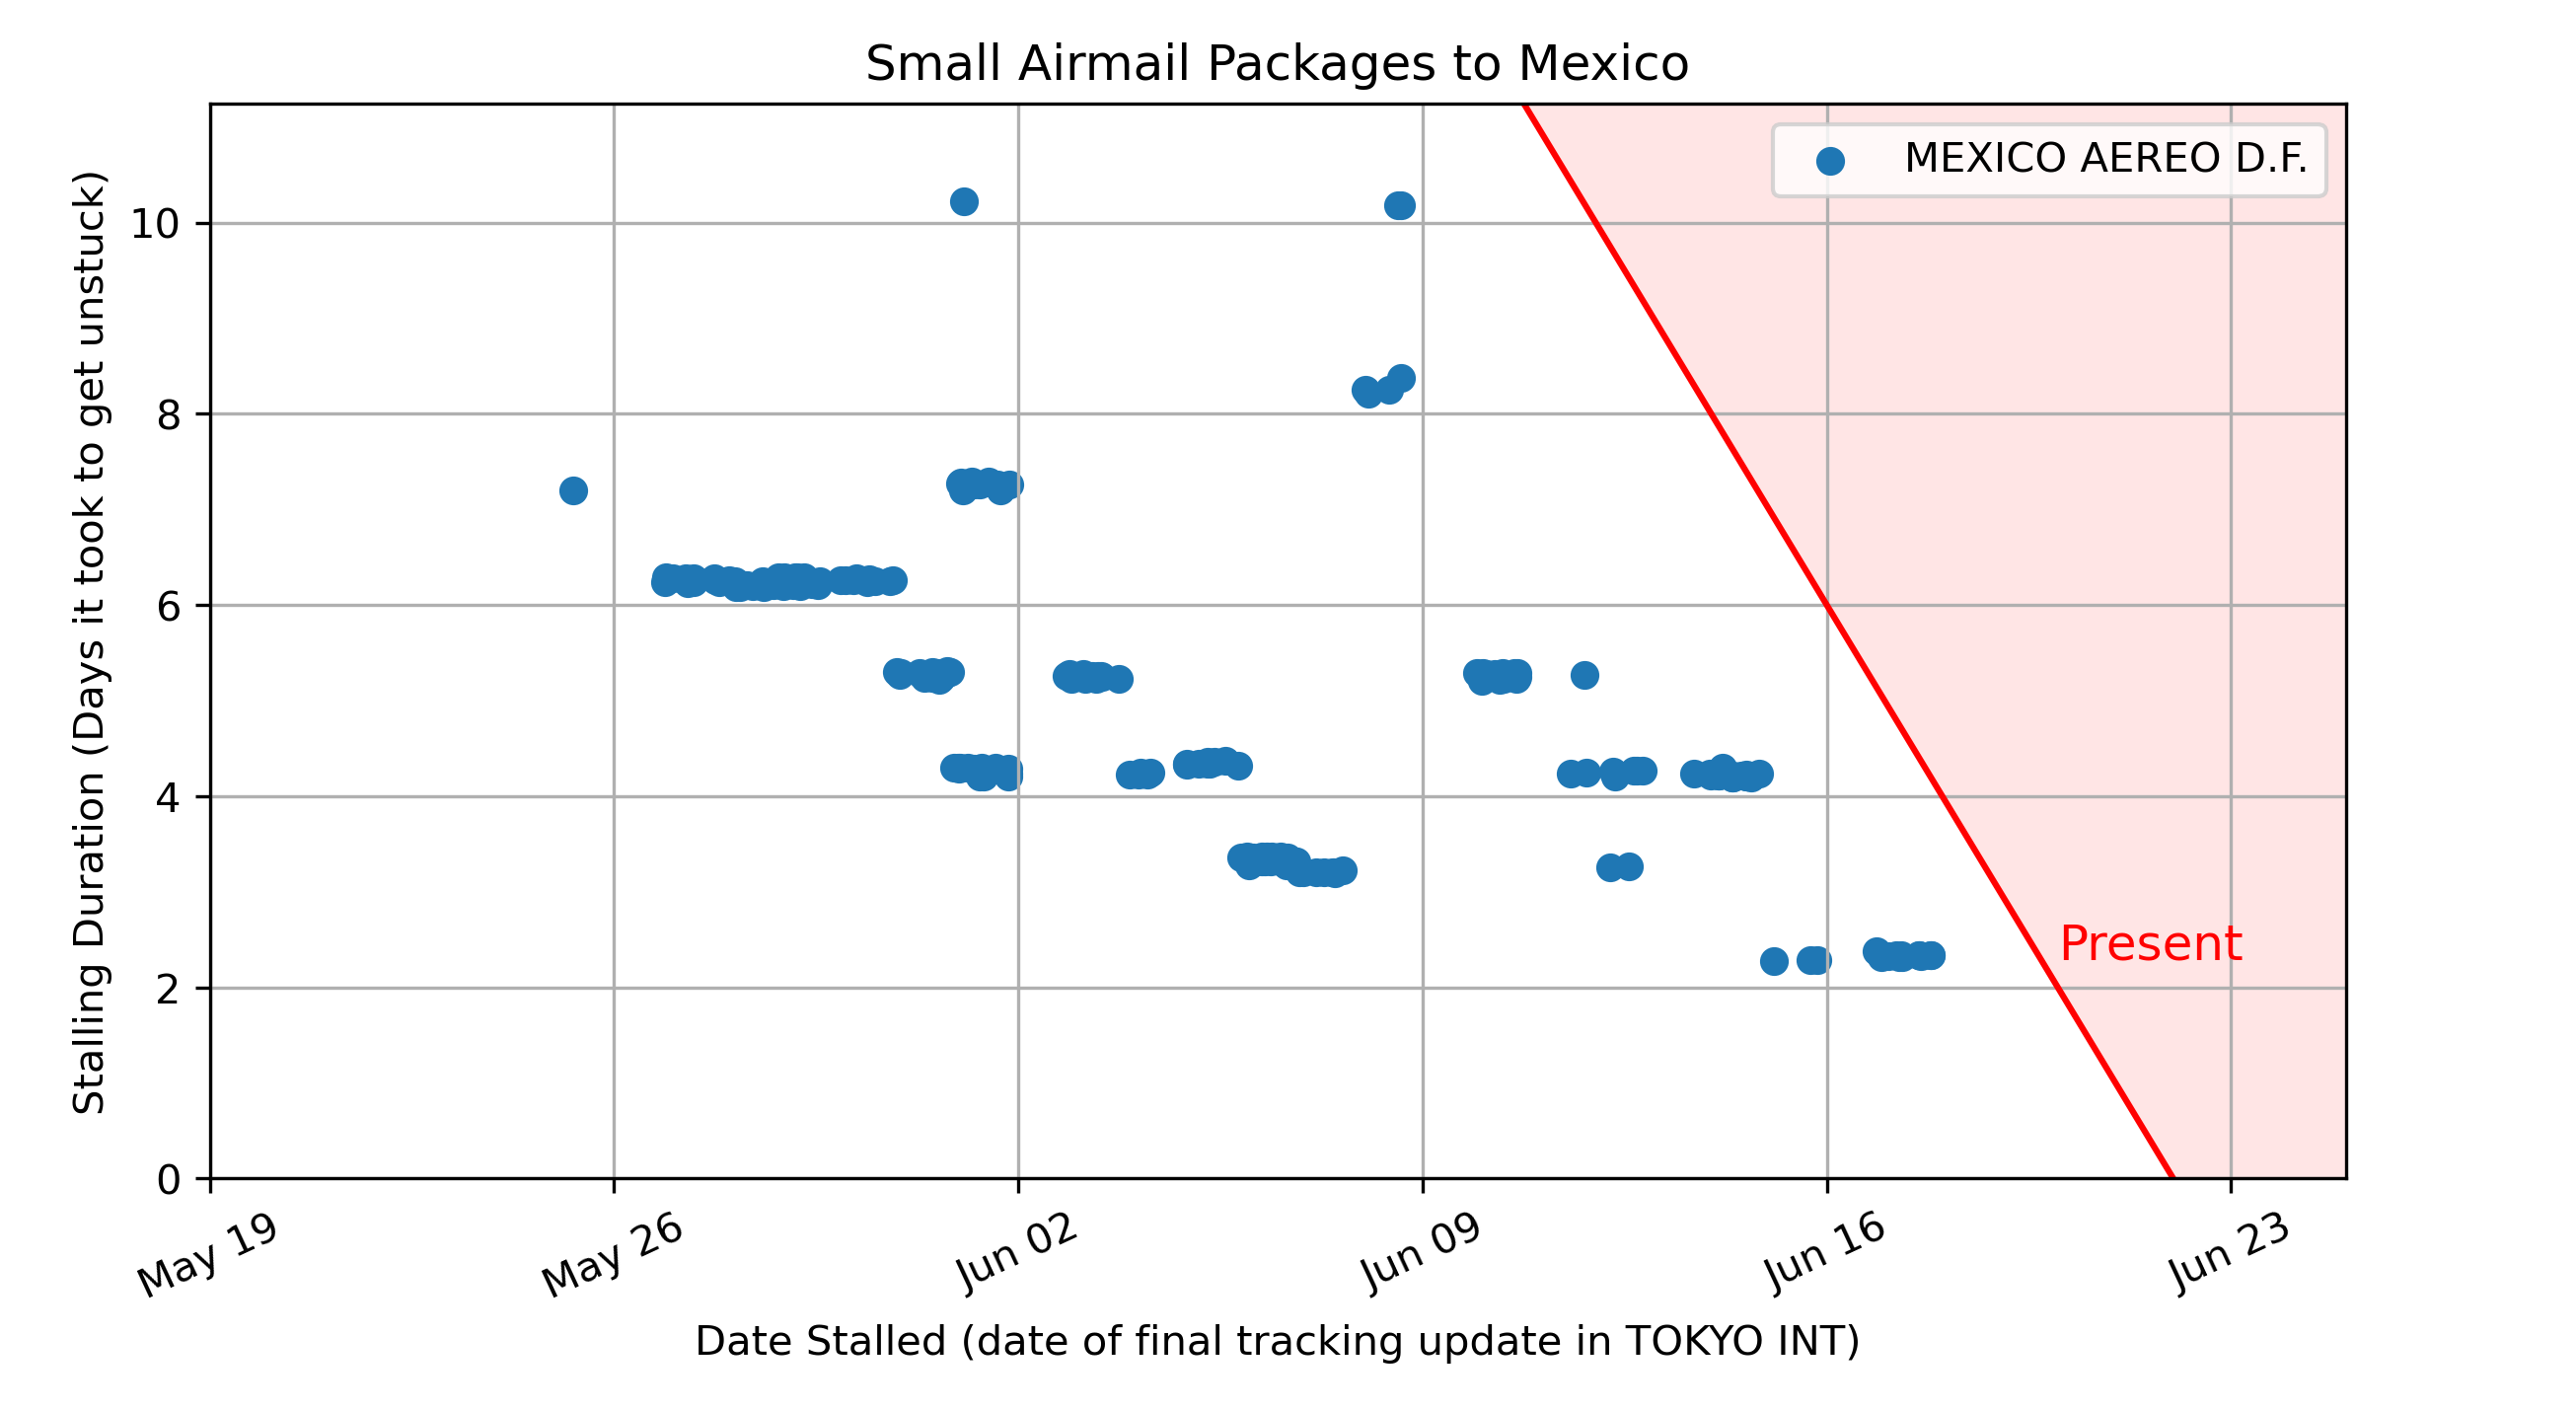 Small Airmail Packages to Mexico
MEXICO AEREO D.F.
Stalling Duration (Days it took to get unstuck)
10
8
6
4
2
0
Present
May 19
May 26
Jun 02
Jun 09
Jun 16
Jun 23
Date Stalled (date of final tracking update in TOKYO INT)